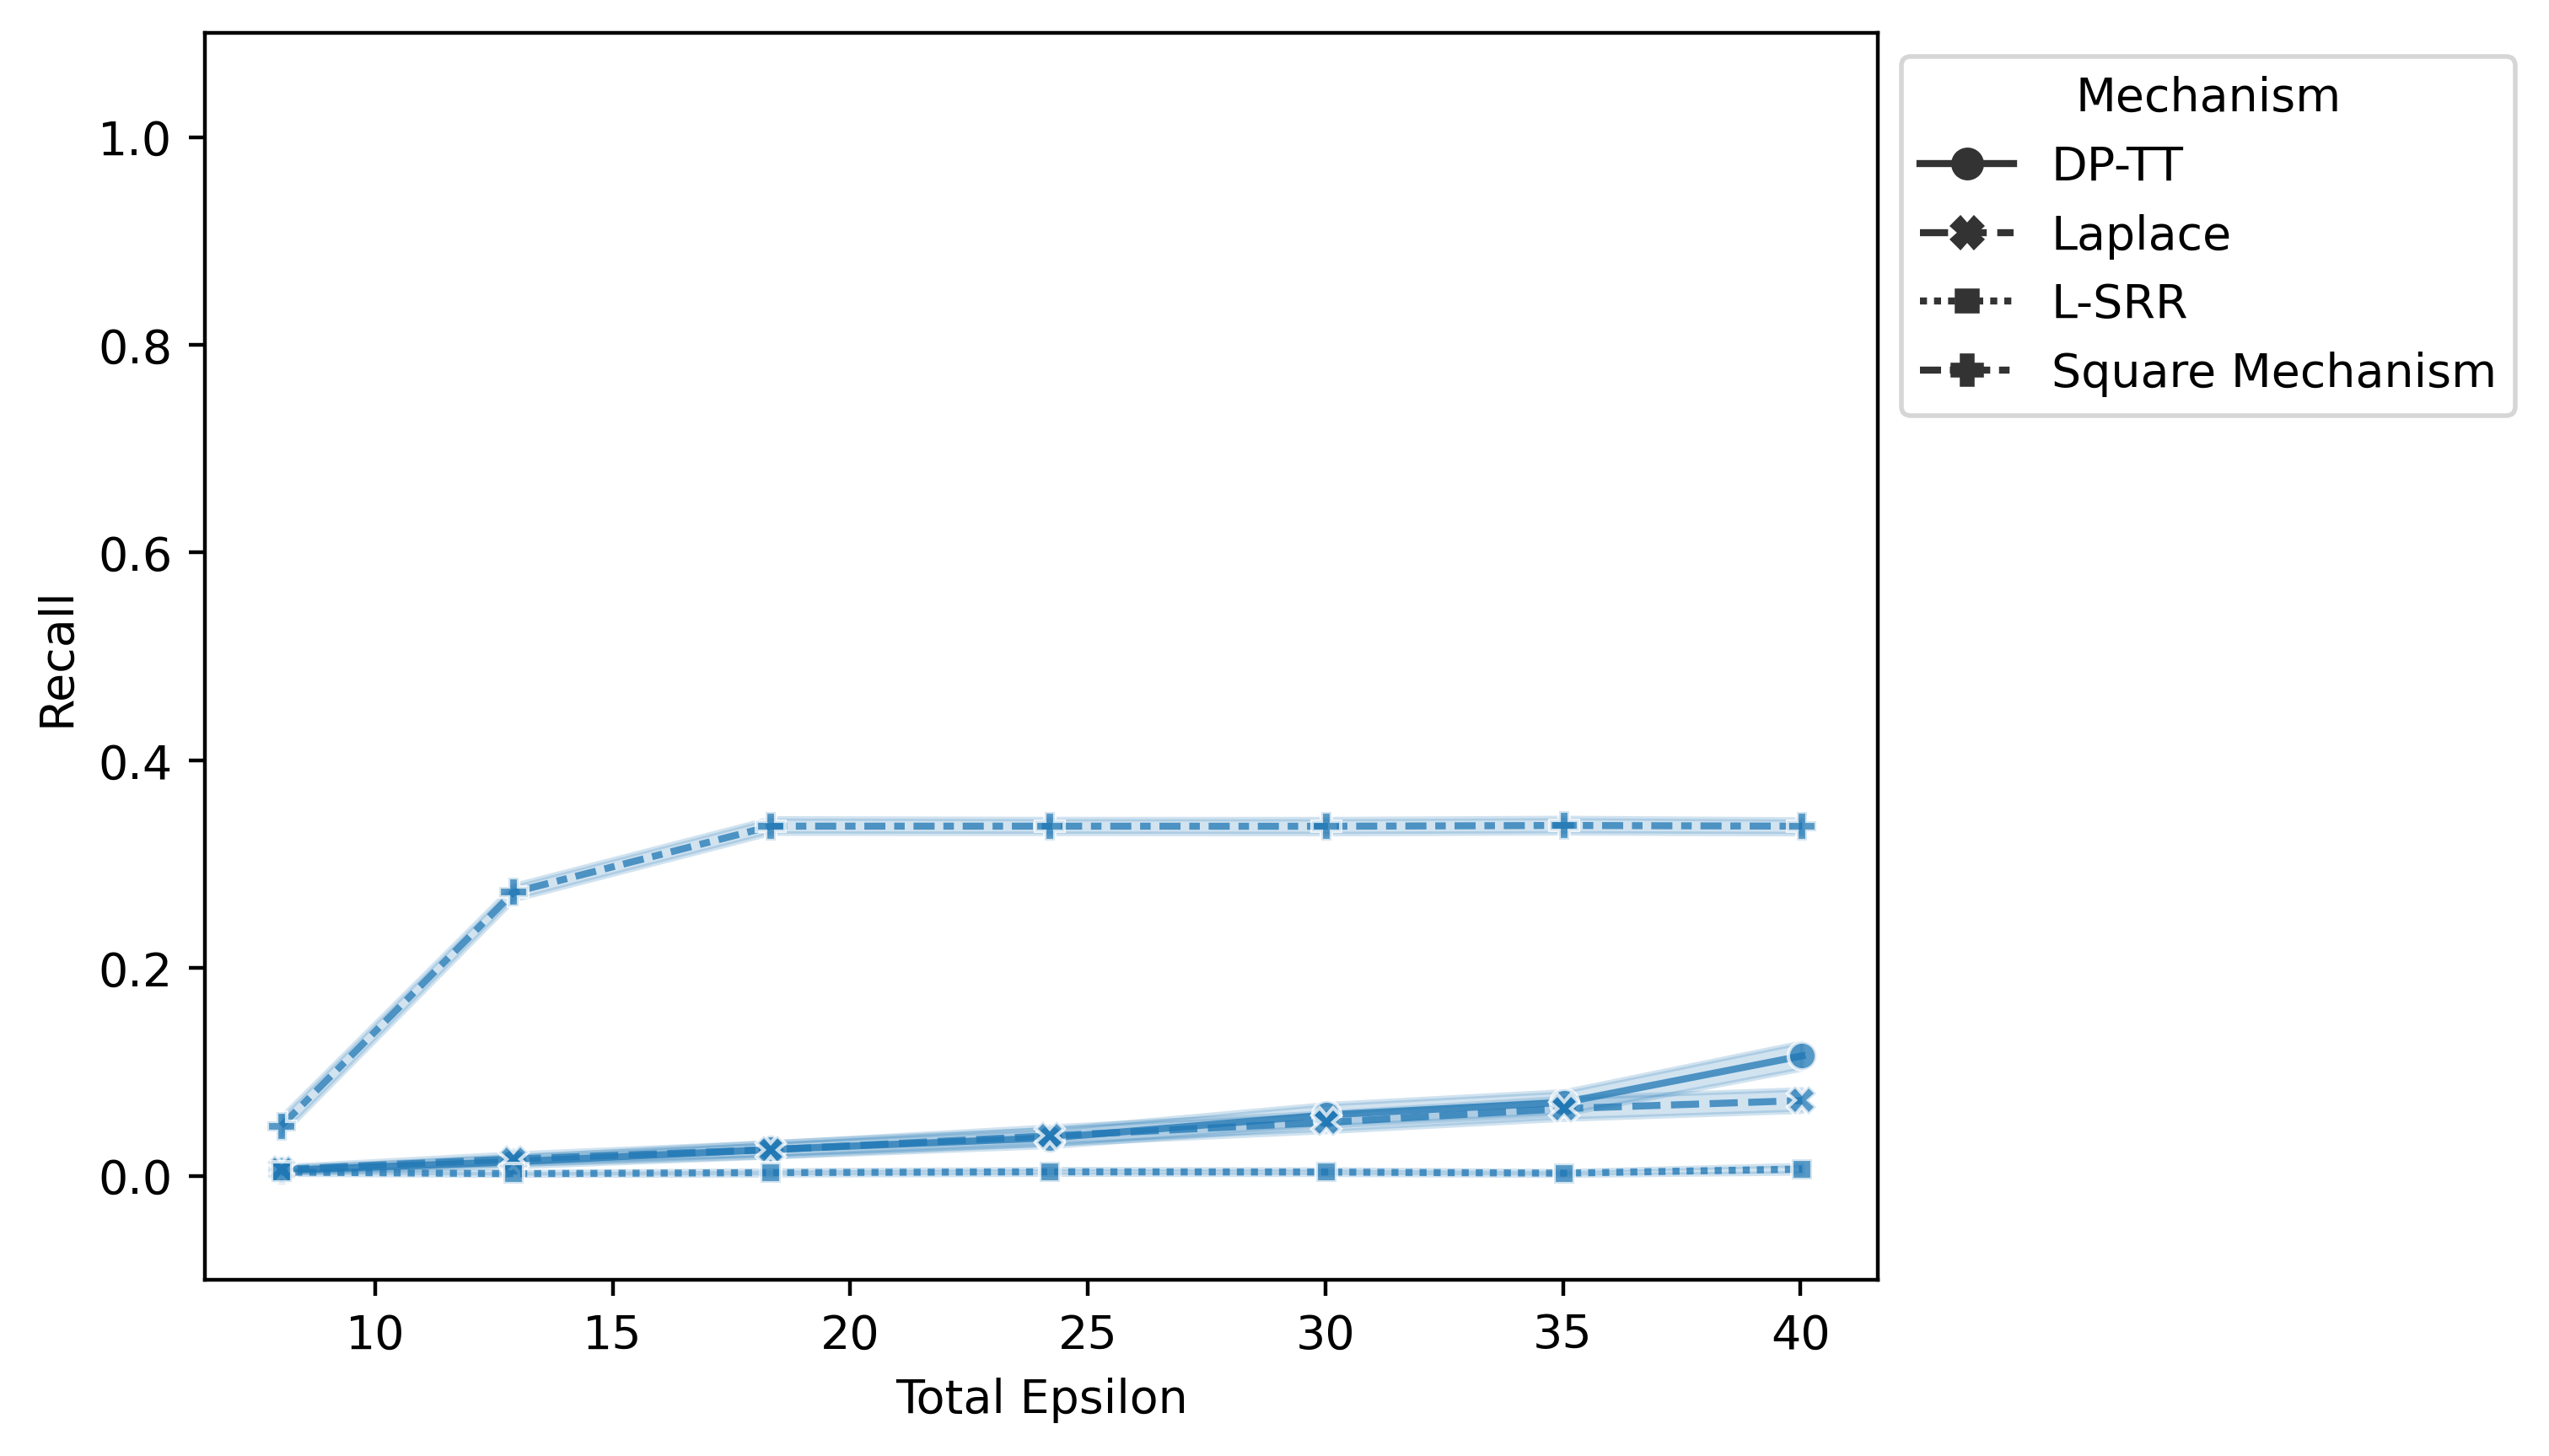 Mechanism
DP-TT
Laplace
L-SRR
Square Mechanism
Recall
1.0
0.8
0.6
0.4
0.2
0.0
10 15 20 25 30 35 40
Total Epsilon